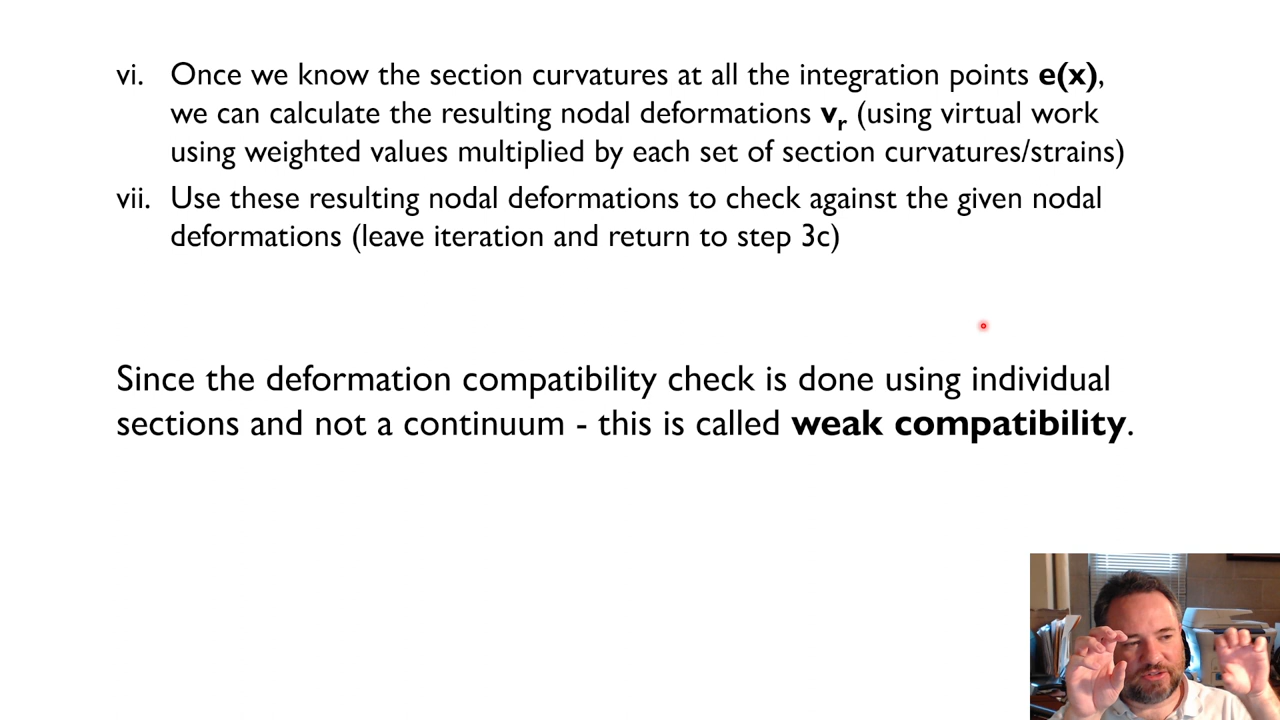 vi. Once we know the section curvatures at all the integration points e(x),
we can calculate the resulting nodal deformations vr (using virtual work
using weighted values multiplied by each set of section curvatures/strains)
vii. Use these resulting nodal deformations to check against the given nodal
deformations (leave iteration and return to step 3c)
Since the deformation compatibility check is done using individual
sections and not a continuum - this is called weak compatibility.